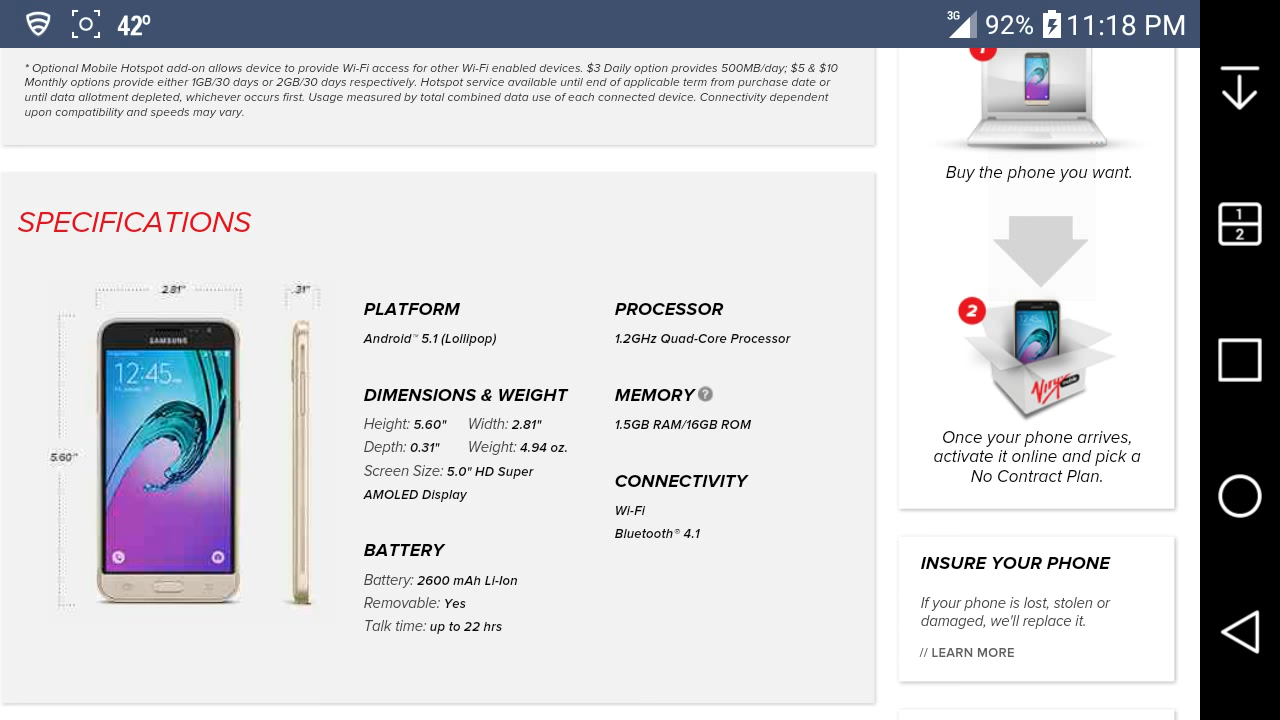 42º
3G
92%
11:18 PM
* Optional Mobile Hotspot add-on allows device to provide Wi-Fi access for other Wi-Fi enabled devices. $3 Daily option provides 500MB/day; $5 & $10
Monthly options provide either 1GB/30 days or 2GB/30 days respectively. Hotspot service available until end of applicable term from purchase date or
until data allotment depleted, whichever occurs first. Usage measured by total combined data use of each connected device. Connectivity dependent
upon compatibility and speeds may vary.
SPECIFICATIONS
2.81"
.31"
5.60"
SAMSUNG
12:45
PLATFORM
Android™ 5.1 (Lollipop)
DIMENSIONS & WEIGHT
Height: 5.60" Width: 2.81"
Depth: 0.31" Weight: 4.94 oz.
Screen Size: 5.0" HD Super
AMOLED Display
BATTERY
Battery: 2600 mAh Li-Ion
Removable: Yes
Talk time: up to 22 hrs
PROCESSOR
1.2GHz Quad-Core Processor
MEMORY ?
1.5GB RAM/16GB ROM
CONNECTIVITY
Wi-Fi
Bluetooth® 4.1
1
Buy the phone you want.
2
Virgin mobile
Once your phone arrives,
activate it online and pick a
No Contract Plan.
INSURE YOUR PHONE
If your phone is lost, stolen or
damaged, we'll replace it.
// LEARN MORE
1
2